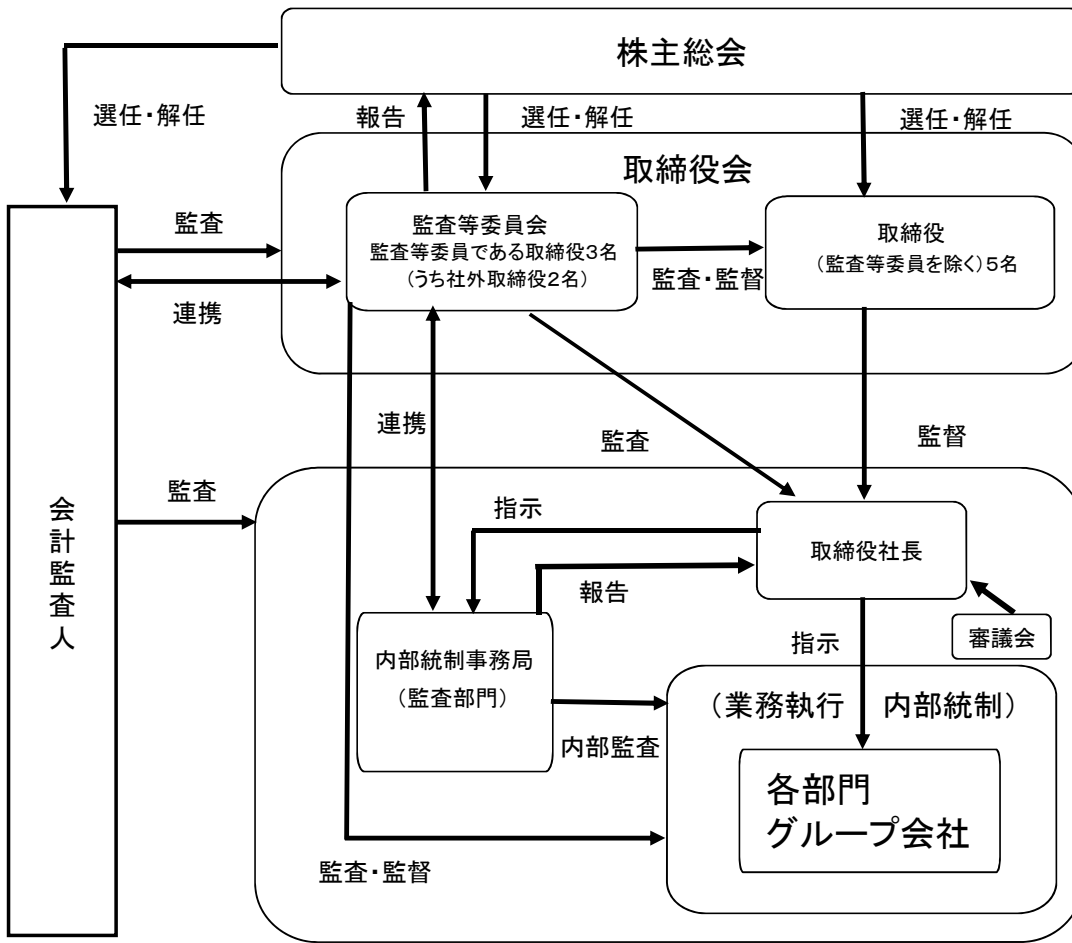 株主総会
選任・解任
報告
選任・解任
選任・解任
取締役会
監査等委員会
監査等委員である取締役3名
(うち社外取締役2名)
取締役
(監査等委員を除く)5名
監査
連携
監査・監督
連携
監査
監督
会計監査人
監査
指示
取締役社長
報告
審議会
内部統制事務局
(監査部門)
指示
(業務執行 内部統制)
内部監査
各部門
グループ会社
監査・監督